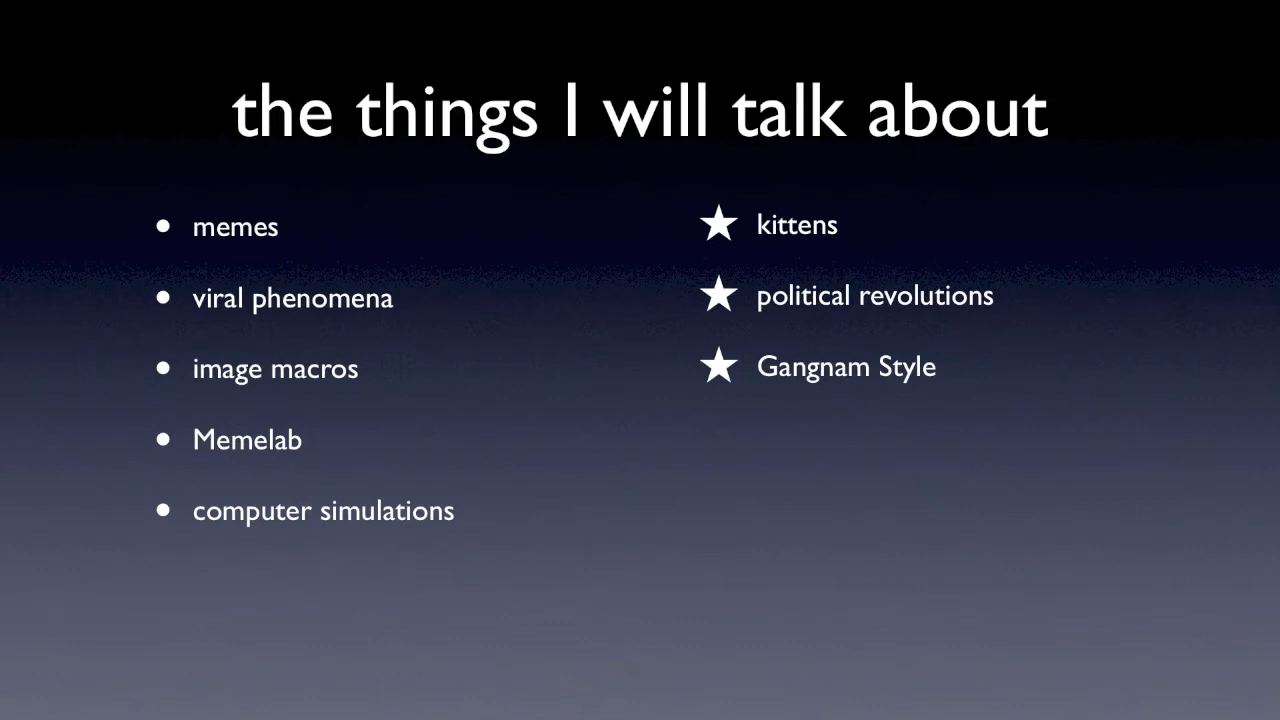 the things I will talk about
memes
viral phenomena
image macros
Memelab
computer simulations
kittens
political revolutions
Gangnam Style